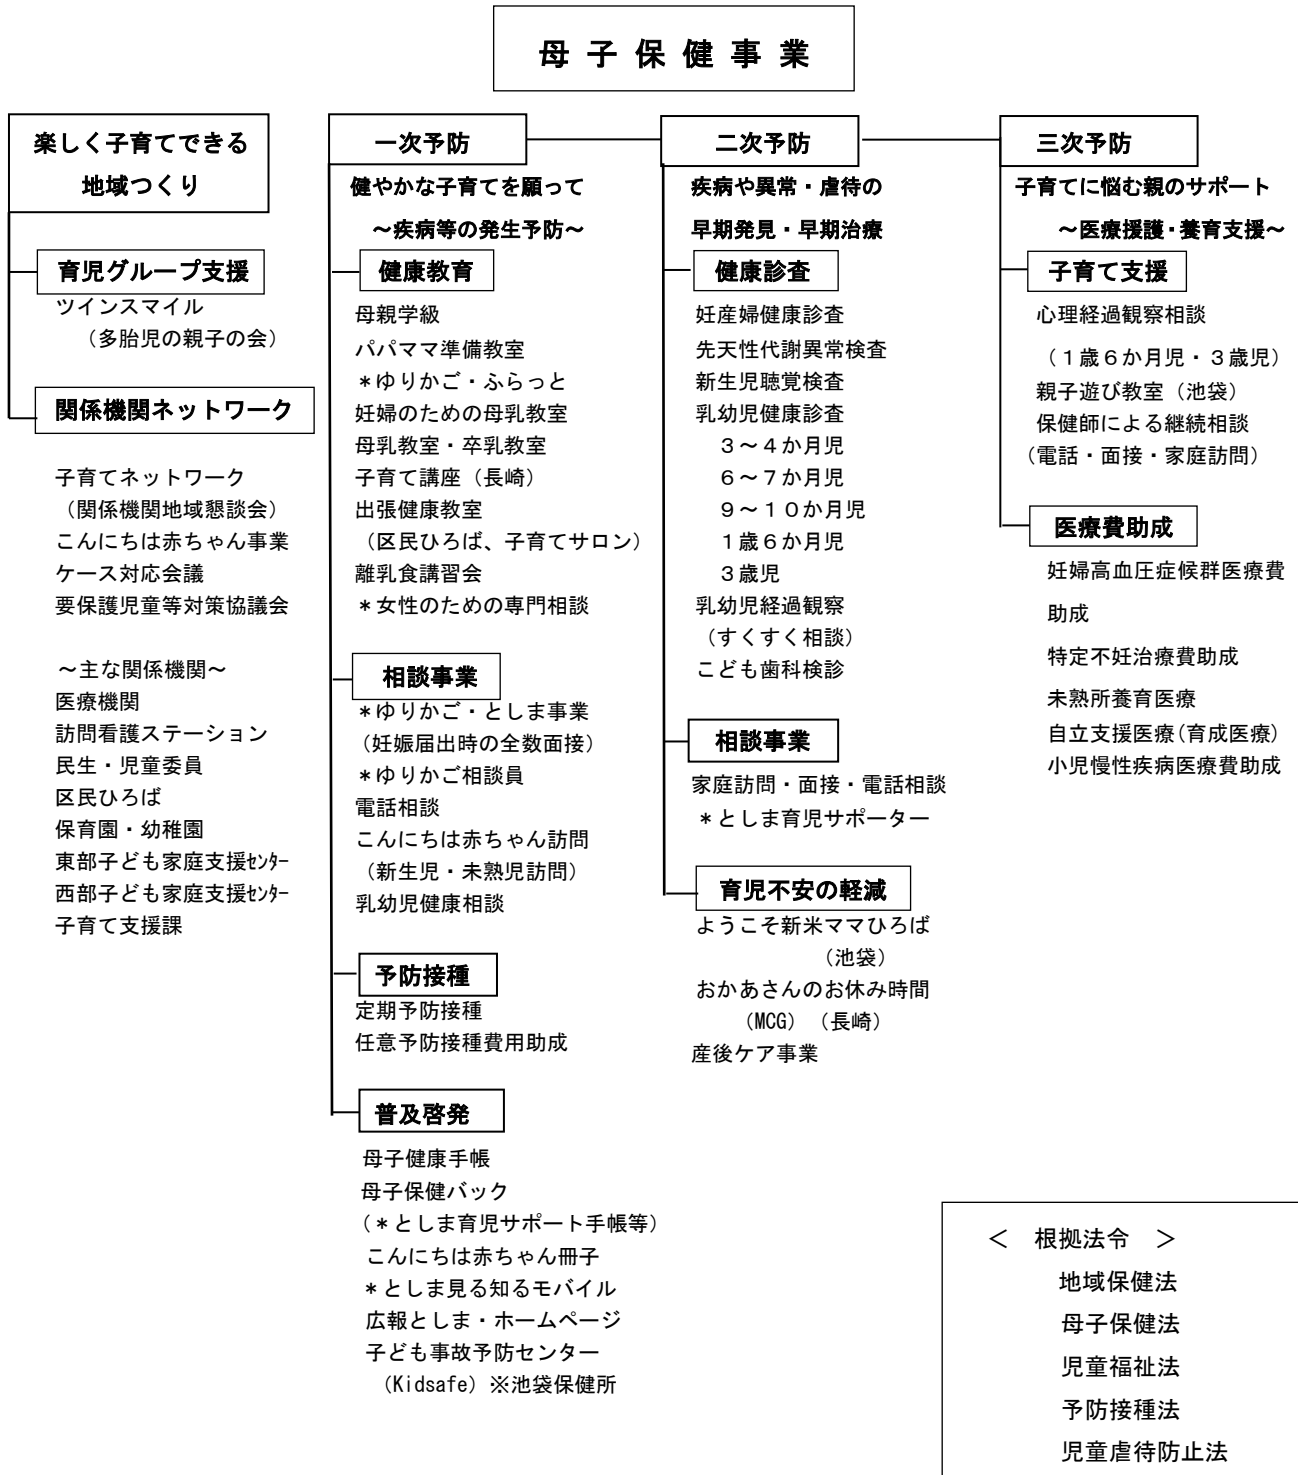 母子保健事業
楽しく子育てできる
地域つくり
育児グループ支援
ツインスマイル
（多胎児の親子の会）
関係機関ネットワーク
子育てネットワーク
（関係機関地域懇談会）
こんにちは赤ちゃん事業
ケース対応会議
要保護児童等対策協議会
～主な関係機関～
医療機関
訪問看護ステーション
民生・児童委員
区民ひろば
保育園・幼稚園
東部子ども家庭支援ｾﾝﾀｰ
西部子ども家庭支援ｾﾝﾀｰ
子育て支援課
一次予防
健やかな子育てを願って
～疾病等の発生予防～
健康教育
母親学級
パパママ準備教室
＊ゆりかご・ふらっと
妊婦のための母乳教室
母乳教室・卒乳教室
子育て講座（長崎）
出張健康教室
（区民ひろば、子育てサロン）
離乳食講習会
＊女性のための専門相談
相談事業
＊ゆりかご・としま事業
（妊娠届出時の全数面接）
＊ゆりかご相談員
電話相談
こんにちは赤ちゃん訪問
（新生児・未熟児訪問）
乳幼児健康相談
予防接種
定期予防接種
任意予防接種費用助成
普及啓発
母子健康手帳
母子保健バック
（＊としま育児サポート手帳等）
こんにちは赤ちゃん冊子
＊としま見る知るモバイル
広報としま・ホームページ
子ども事故予防センター
（Kidsafe）※池袋保健所
二次予防
疾病や異常・虐待の
早期発見・早期治療
健康診査
妊産婦健康診査
先天性代謝異常検査
新生児聴覚検査
乳幼児健康診査
３～４か月児
６～７か月児
９～１０か月児
１歳６か月児
３歳児
乳幼児経過観察
（すくすく相談）
こども歯科検診
相談事業
家庭訪問・面接・電話相談
＊としま育児サポーター
育児不安の軽減
ようこそ新米ママひろば
（池袋）
おかあさんのお休み時間
（MCG）（長崎）
産後ケア事業
三次予防
子育てに悩む親のサポート
～医療援護・養育支援～
子育て支援
心理経過観察相談
（１歳６か月児・３歳児）
親子遊び教室（池袋）
保健師による継続相談
（電話・面接・家庭訪問）
医療費助成
妊婦高血圧症候群医療費
助成
特定不妊治療費助成
未熟所養育医療
自立支援医療（育成医療）
小児慢性疾病医療費助成
＜　根拠法令　＞
地域保健法
母子保健法
児童福祉法
予防接種法
児童虐待防止法